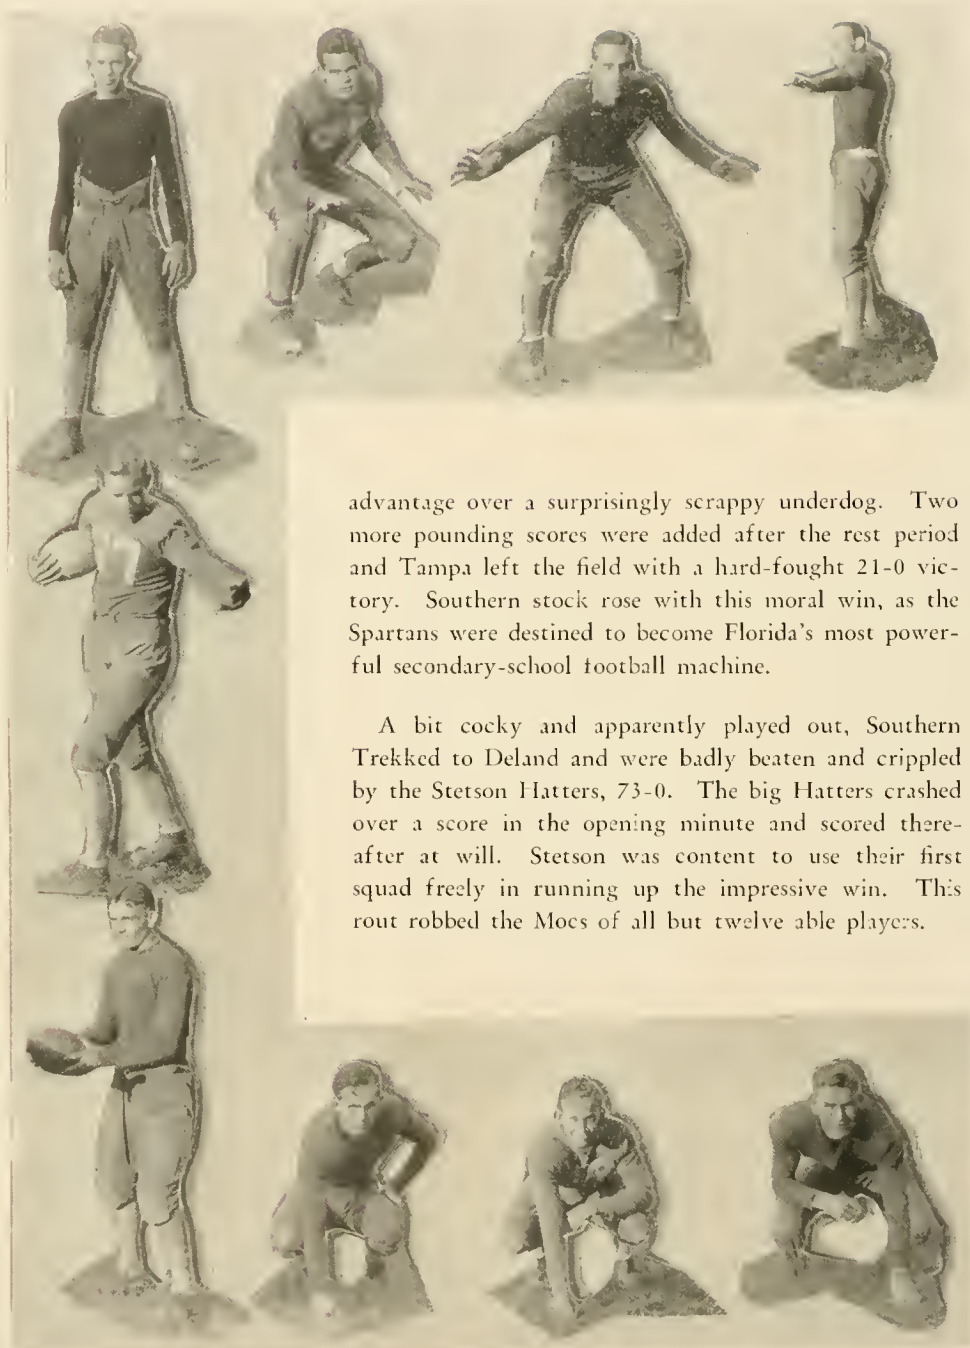 advantage over a surprisingly scrappy underdog. Two
more pounding scores were added after the rest period
and Tampa left the field with a hard-fought 21-0 vic-
tory. Southern stock rose with this moral win, as the
Spartans were destined to become Florida's most power-
ful secondary-school football machine.
A bit cocky and apparently played out, Southern
Trekked to Deland and were badly beaten and crippled
by the Stetson Hatters, 73-0. The big Hatters crashed
over a score in the opening minute and scored there-
after at will. Stetson was content to use their first
squad freely in running up the impressive win. This
rout robbed the Mocs of all but twelve able players.